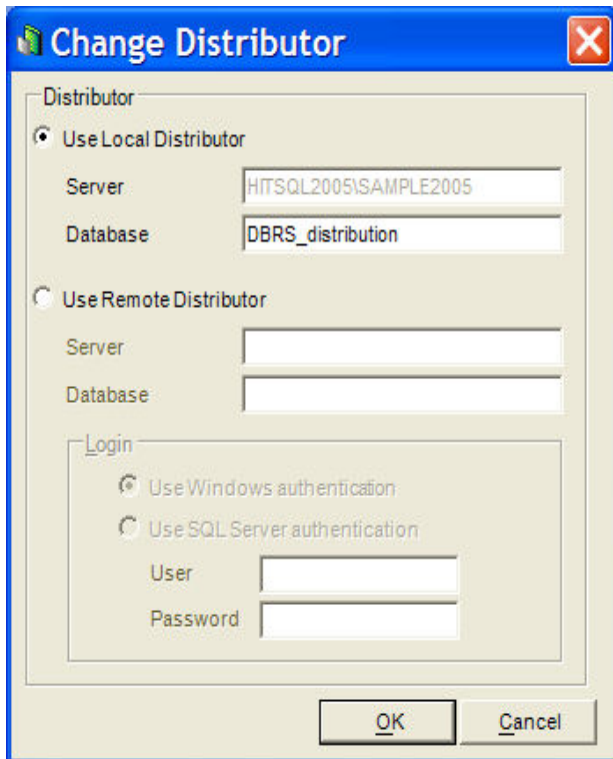 Change Distributor
Distributor
Use Local Distributor
Server HITSQL2005\SAMPLE2005
Database DBRS_distribution
Use Remote Distributor
Server
Database
Login
Use Windows authentication
Use SQL Server authentication
User
Password
OK Cancel